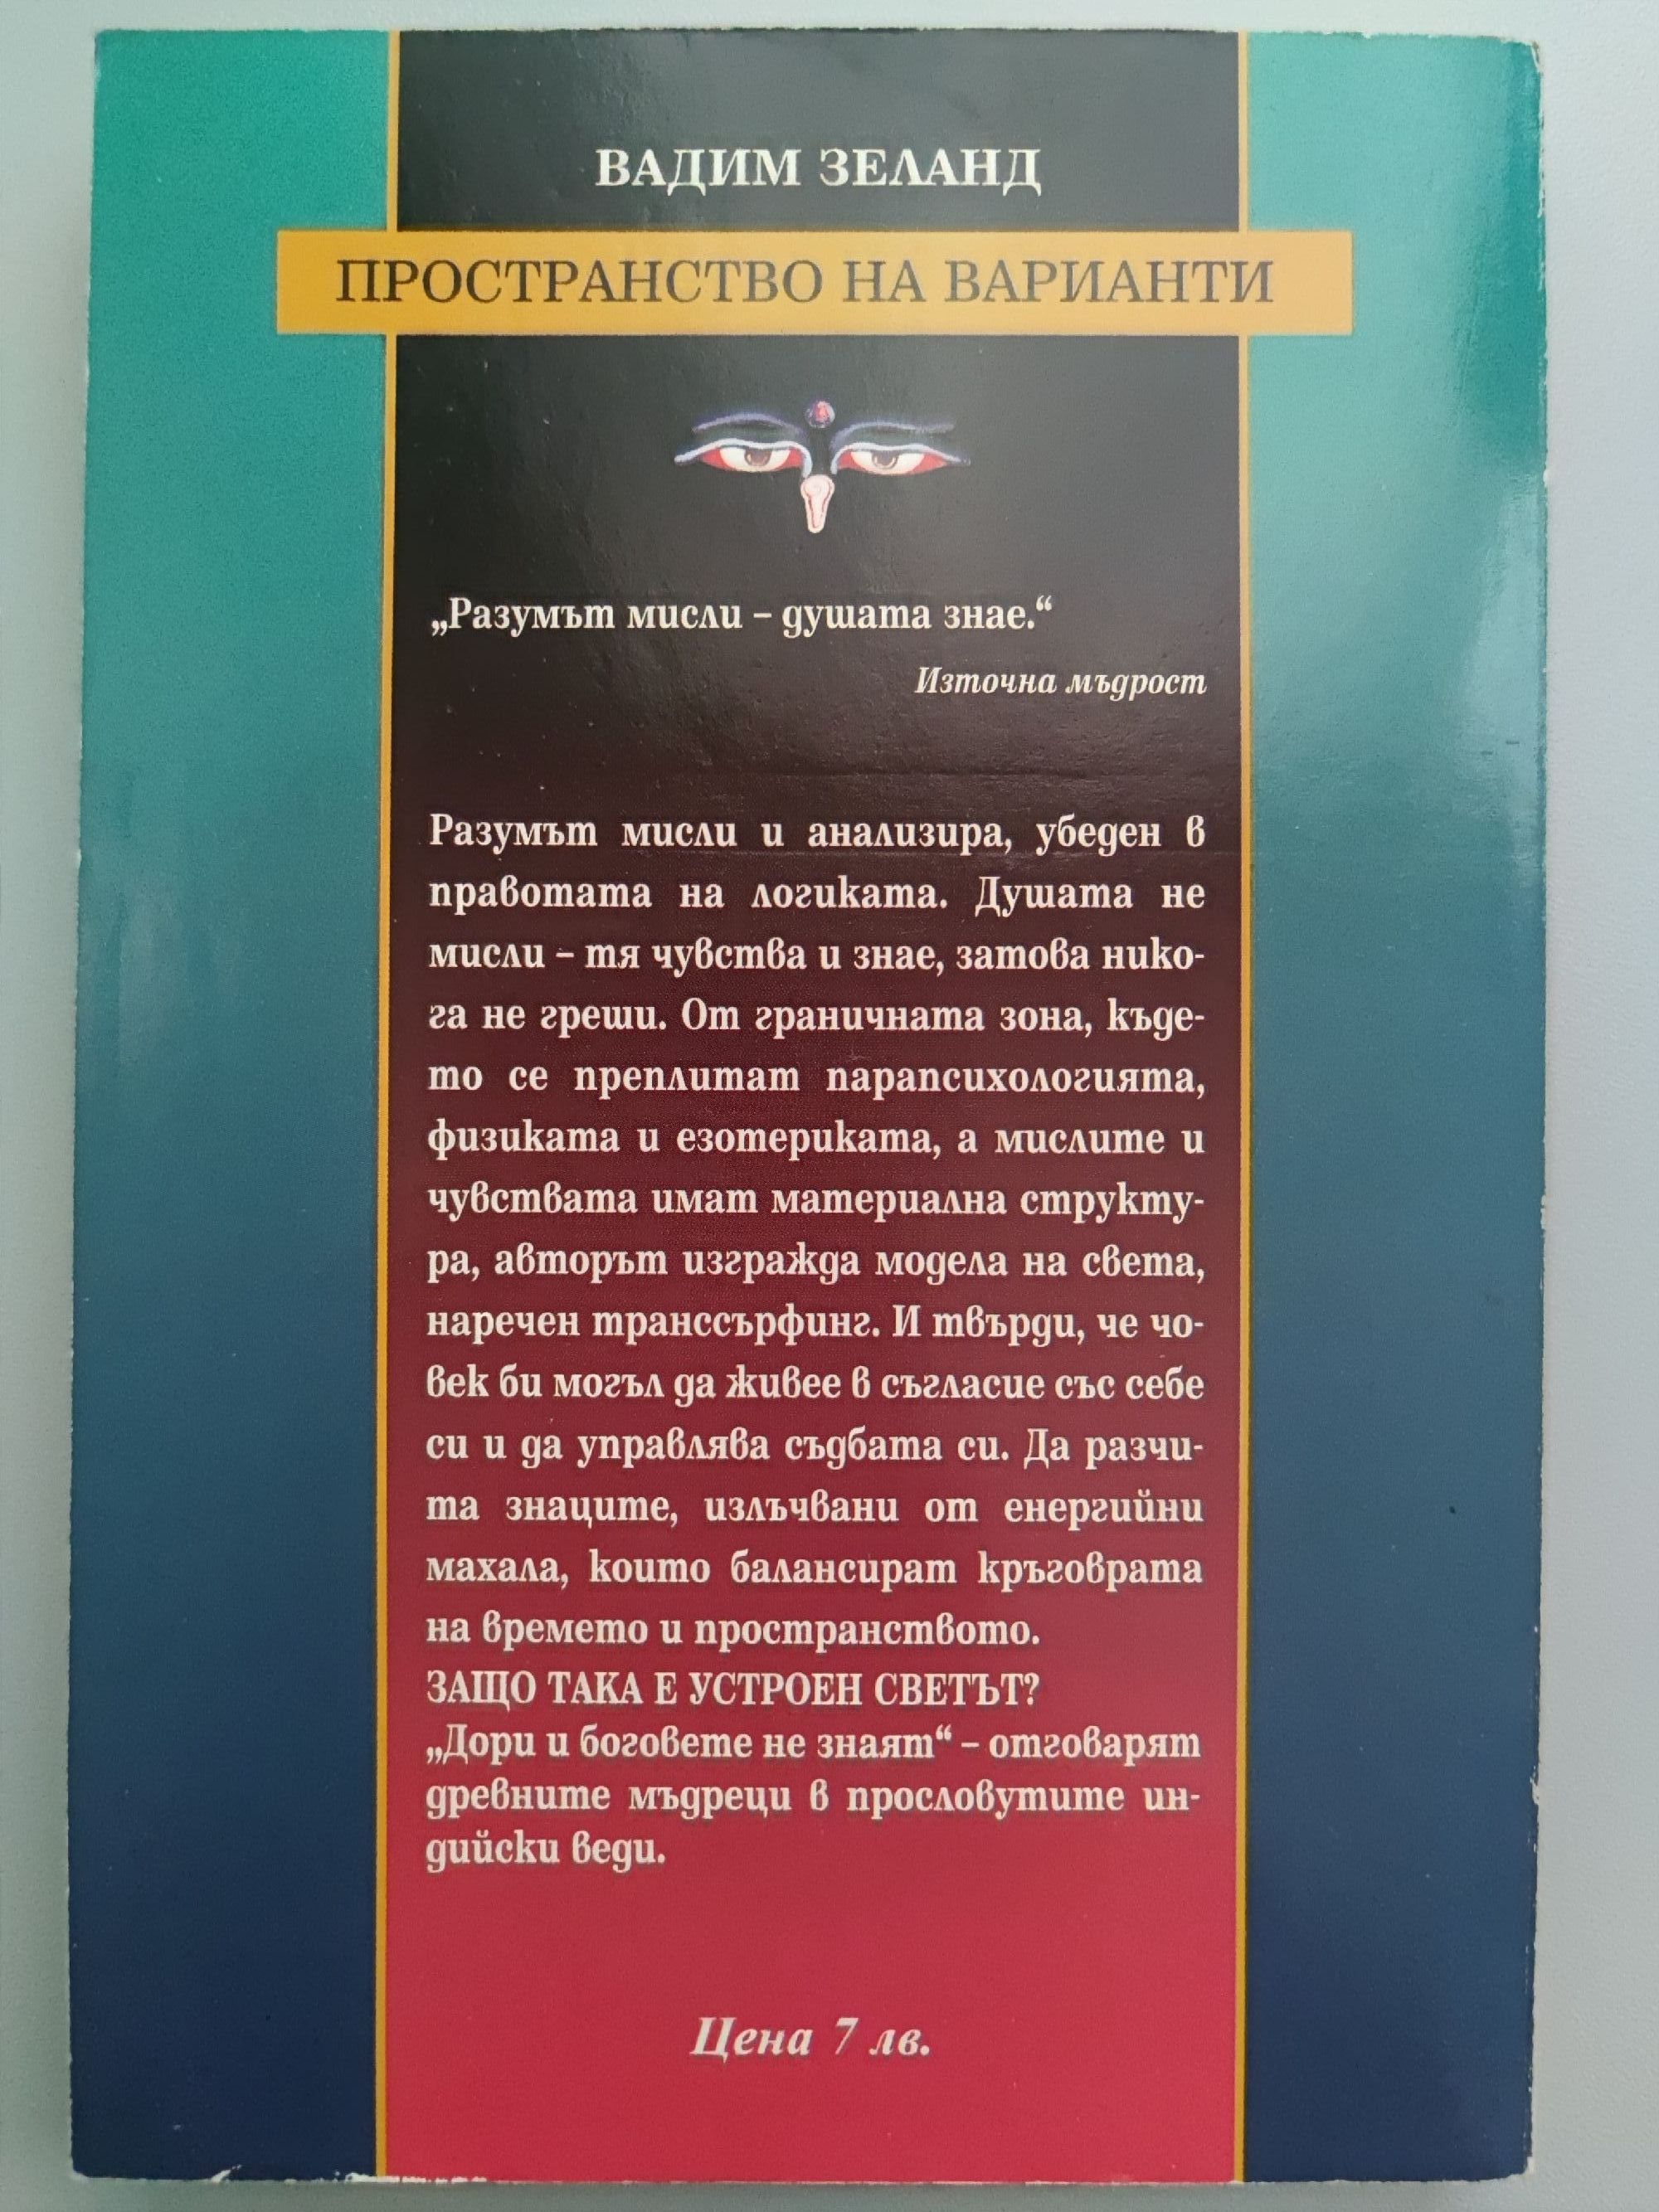 ВАДИМ ЗЕЛАНД
ПРОСТРАНСТВО НА ВАРИАНТИ
„Разумът мисли – душата знае.“
Източна мъдрост
Разумът мисли и анализира, убеден в
правотата на логиката. Душата не
мисли – тя чувства и знае, затова нико-
га не греши. От граничната зона, къде-
то се преплитат парапсихологията,
физиката и езотериката, а мислите и
чувствата имат материална структу-
ра, авторът изгражда модела на света,
наречен транссърфинг. И твърди, че чо-
век би могъл да живее в съгласие със себе
си и да управлява съдбата си. Да разчи-
та знаците, излъчвани от енергийни
махала, които балансират кръговрата
на времето и пространството.
ЗАЩО ТАКА Е УСТРОЕН СВЕТЪТ?
„Дори и боговете не знаят“ – отговарят
древните мъдреци в прословутите ин-
дийски веди.
Цена 7 лв.